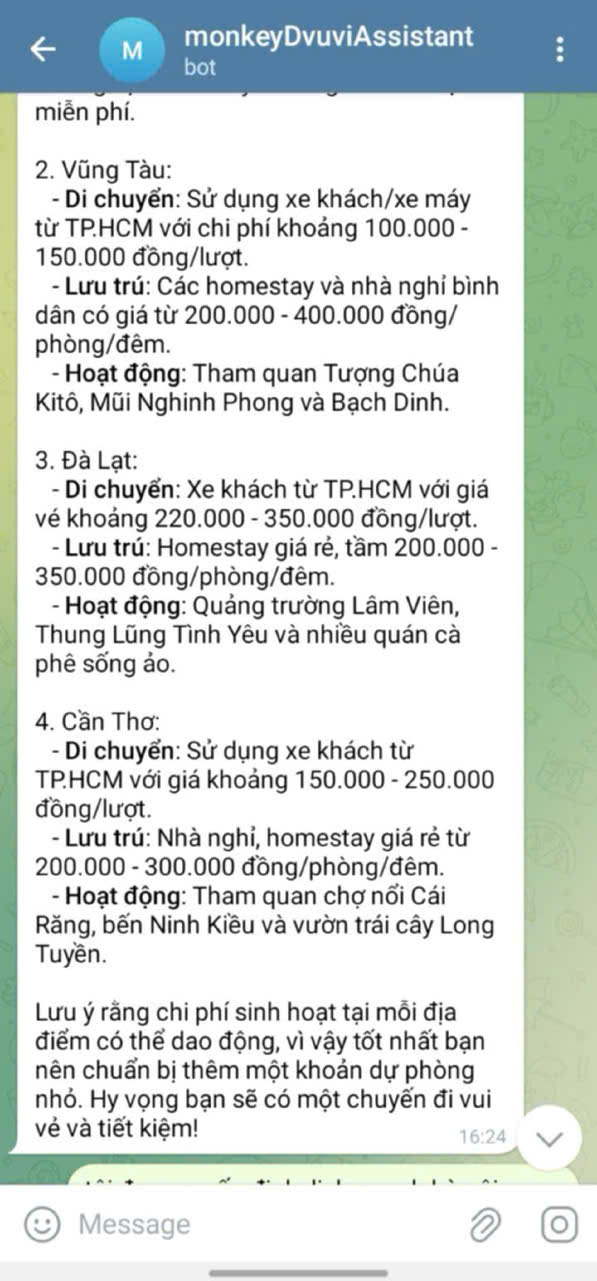 monkeyDvuviAssistant
M
bot
miễn phí.
2. Vũng Tàu:
- Di chuyển: Sử dụng xe khách/xe máy
từ TP.HCM với chi phí khoảng 100.000 -
150.000 đồng/lượt.
- Lưu trú: Các homestay và nhà nghỉ bình
dân có giá từ 200.000 - 400.000 đồng/
phòng/đêm.
- Hoạt động: Tham quan Tượng Chúa
Kitô, Mũi Nghinh Phong và Bạch Dinh.
3. Đà Lạt:
- Di chuyển: Xe khách từ TP.HCM với giá
vé khoảng 220.000 - 350.000 đồng/lượt.
- Lưu trú: Homestay giá rẻ, tầm 200.000 -
350.000 đồng/phòng/đêm.
- Hoạt động: Quảng trường Lâm Viên,
Thung Lũng Tình Yêu và nhiều quán cà
phê sống ảo.
4. Cần Thơ:
- Di chuyển: Sử dụng xe khách từ
TP.HCM với giá khoảng 150.000 - 250.000
đồng/lượt.
- Lưu trú: Nhà nghỉ, homestay giá rẻ từ
200.000 - 300.000 đồng/phòng/đêm.
- Hoạt động: Tham quan chợ nổi Cái
Răng, bến Ninh Kiều và vườn trái cây Long
Tuyền.
Lưu ý rằng chi phí sinh hoạt tại mỗi địa
điểm có thể dao động, vì vậy tốt nhất bạn
nên chuẩn bị thêm một khoản dự phòng
nhỏ. Hy vọng bạn sẽ có một chuyến đi vui
vẻ và tiết kiệm!
16:24
Message